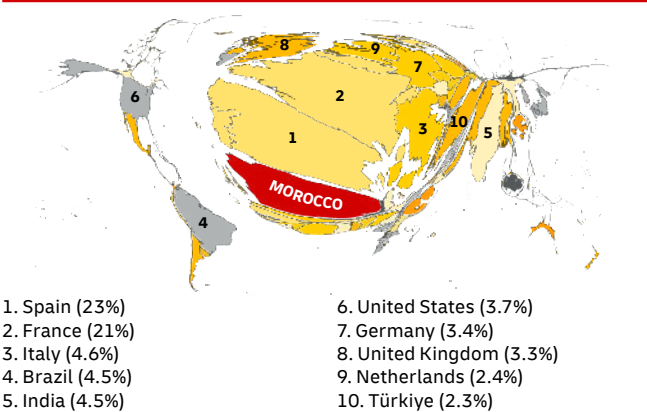 8
9
7
6
2
10
3
5
1
MOROCCO
4
1. Spain (23%)
2. France (21%)
3. Italy (4.6%)
4. Brazil (4.5%)
5. India (4.5%)
6. United States (3.7%)
7. Germany (3.4%)
8. United Kingdom (3.3%)
9. Netherlands (2.4%)
10. Türkiye (2.3%)